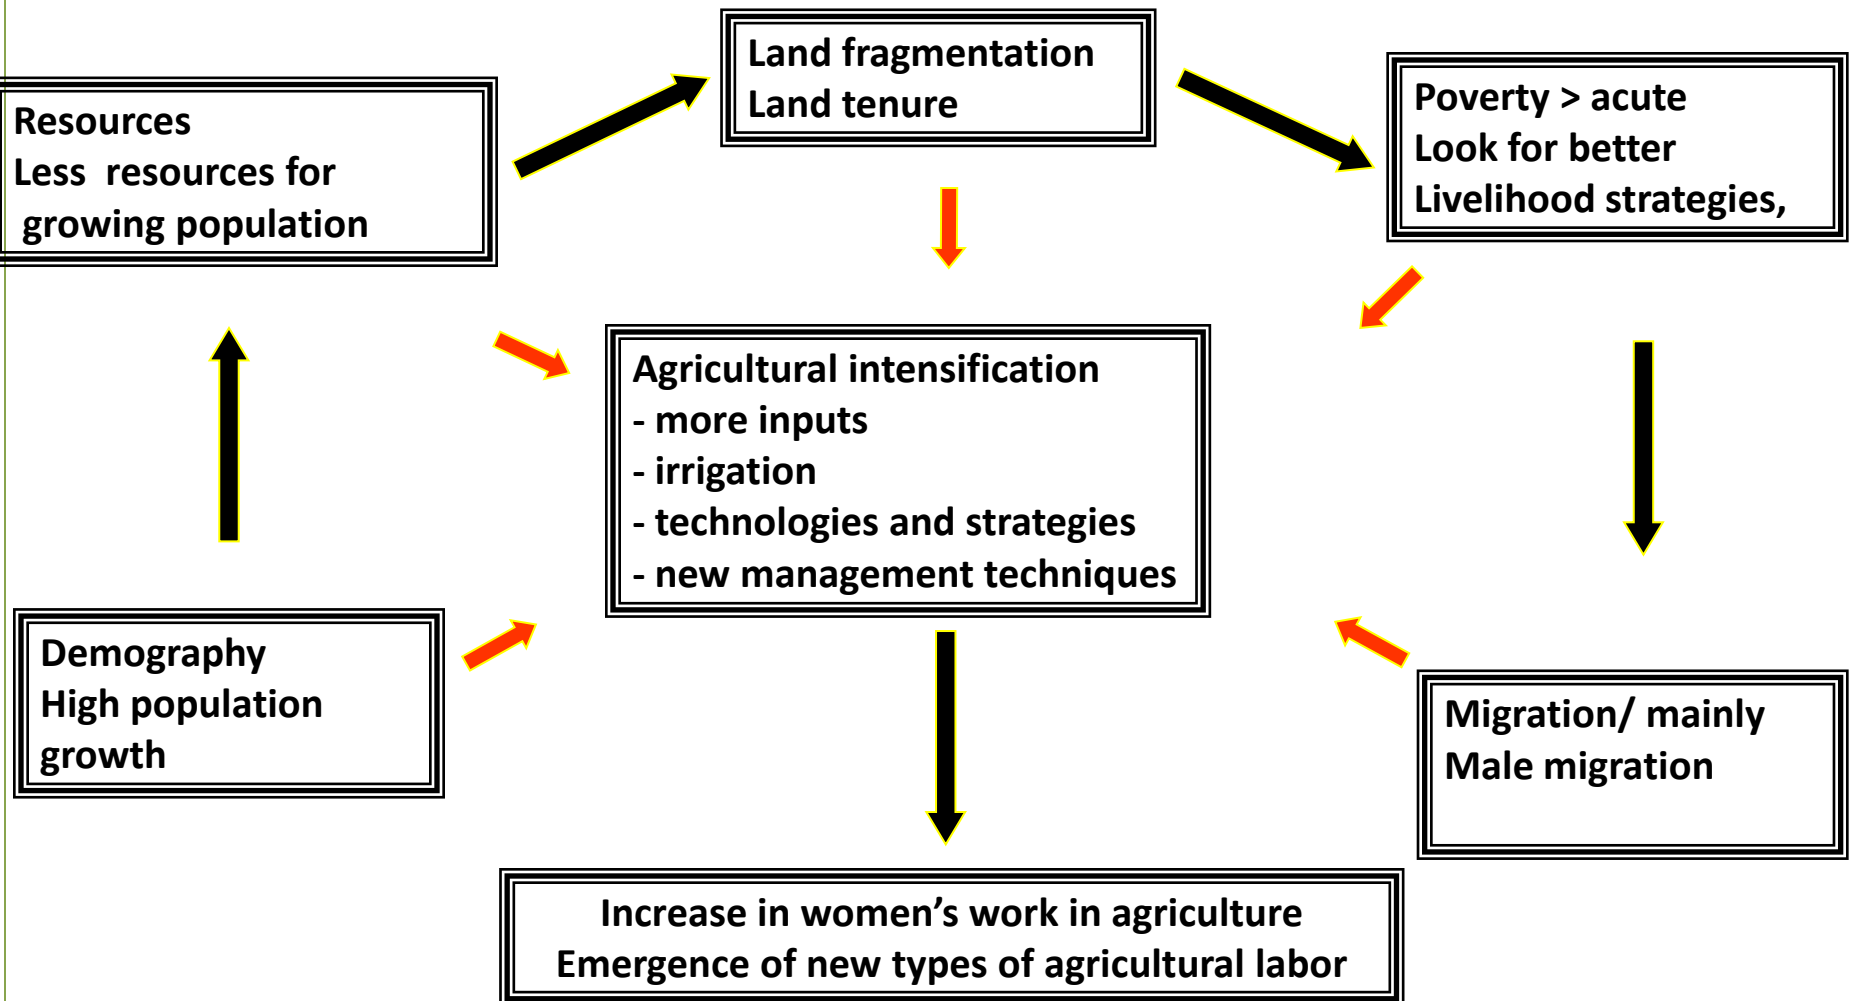 Land fragmentation
Land tenure
Resources
Less resources for
growing population
Poverty > acute
Look for better
Livelihood strategies,
Agricultural intensification
- more inputs
- irrigation
- technologies and strategies
- new management techniques
Demography
High population
growth
Migration/ mainly
Male migration
Increase in women’s work in agriculture
Emergence of new types of agricultural labor